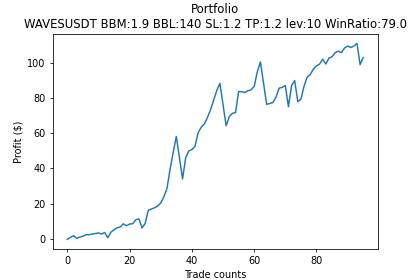 Portfolio
WAVESUSDT BBM:1.9 BBL:140 SL:1.2 TP:1.2 lev:10 WinRatio:79.0
100
80
60
40
20
0
Profit ($)
0 20 40 60 80
Trade counts